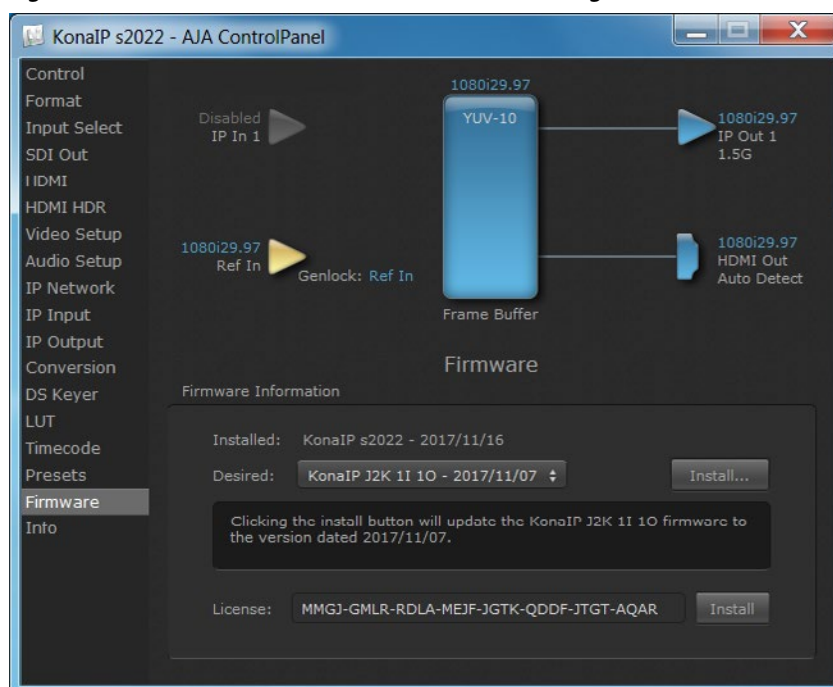 KonaIP s2022 - AJA ControlPanel
Control
Format
Input Select
SDI Out
HDMI
HDMI HDR
Video Setup
Audio Setup
IP Network
IP Input
IP Output
Conversion
DS Keyer
LUT
Timecode
Presets
Firmware
Info
Disabled
IP In 1
1080i29.97
Ref In
Genlock: Ref In
1080i29.97
YUV-10
Frame Buffer
1080i29.97
IP Out 1
1.5G
1080i29.97
HDMI Out
Auto Detect
Firmware
Firmware Information
Installed: KonaIP s2022 - 2017/11/16
Desired: KonaIP J2K 1I 1O - 2017/11/07 Install...
Clicking the install button will update the KonaIP J2K 1I 1O firmware to
the version dated 2017/11/07.
License: MMGJ-GMLR-RDLA-MEJF-JGTK-QDDF-JTGT-AQAR Install